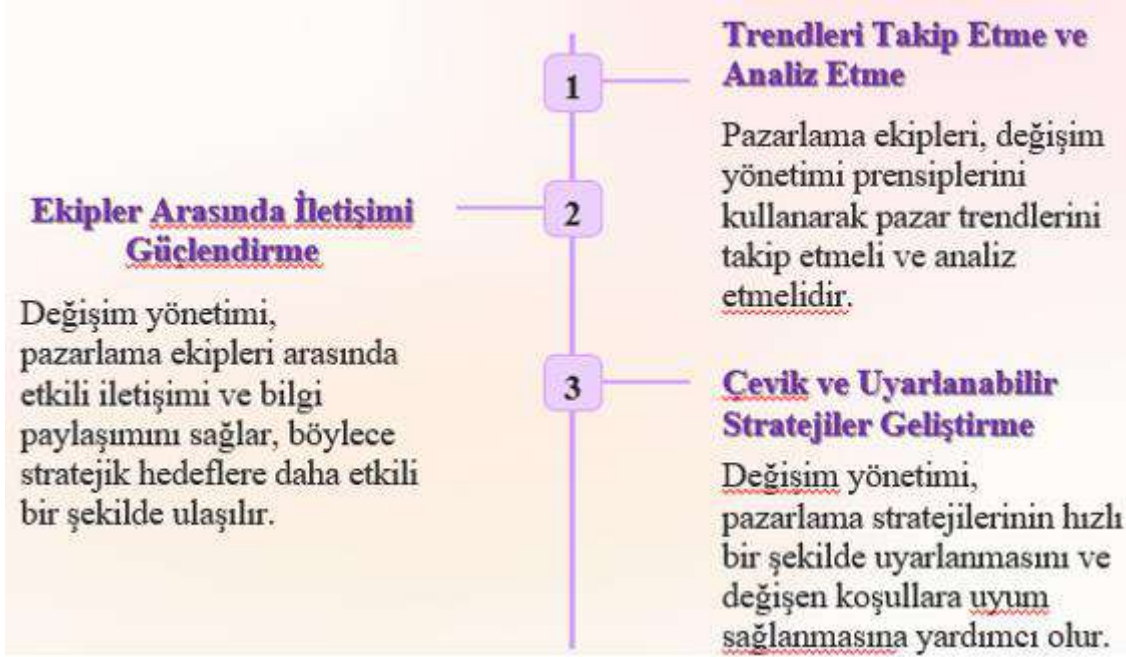 1
Trendleri Takip Etme ve
Analiz Etme
Pazarlama ekipleri, değişim
yönetimi prensiplerini
kullanarak pazar trendlerini
takip etmeli ve analiz
etmelidir.
2
Ekipler Arasında İletişimi
Güçlendirme
Değişim yönetimi,
pazarlama ekipleri arasında
etkili iletişimi ve bilgi
paylaşımını sağlar, böylece
stratejik hedeflere daha etkili
bir şekilde ulaşılır.
3
Çevik ve Uyarlanabilir
Stratejiler Geliştirme
Değişim yönetimi,
pazarlama stratejilerinin hızlı
bir şekilde uyarlanmasını ve
değişen koşullara uyum
sağlanmasına yardımcı olur.